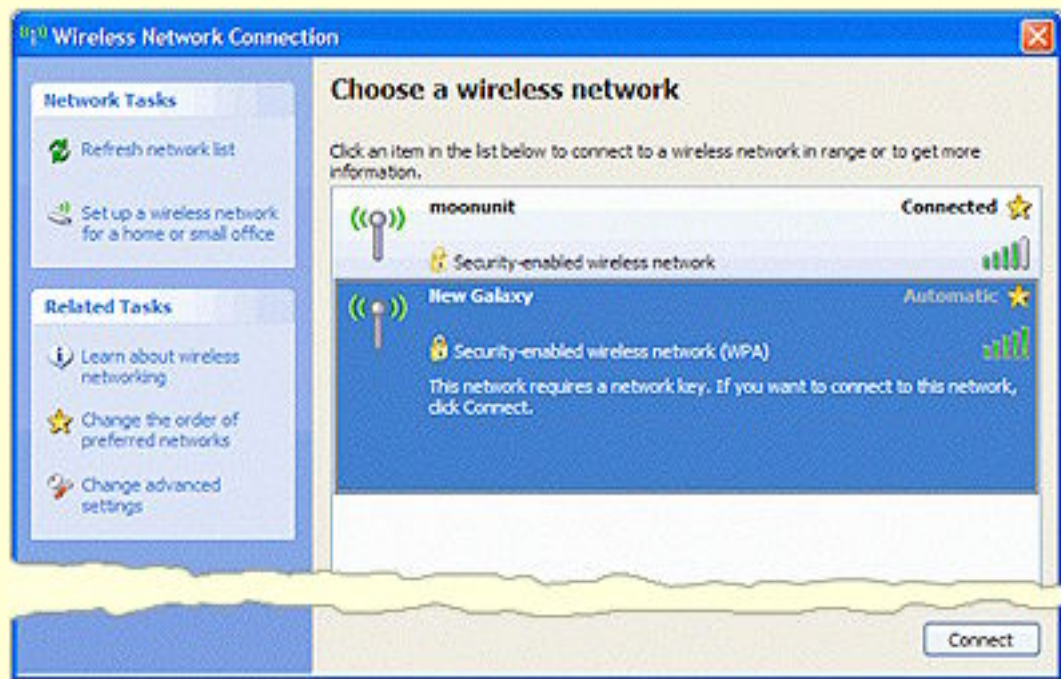 Wireless Network Connection
Network Tasks
Refresh network list
Set up a wireless network
for a home or small office
Related Tasks
Learn about wireless
networking
Change the order of
preferred networks
Change advanced
settings
Choose a wireless network
Click an item in the list below to connect to a wireless network in range or to get more
information.
moonunit Connected
Security-enabled wireless network
New Galaxy Automatic
Security-enabled wireless network (WPA)
This network requires a network key. If you want to connect to this network,
click Connect.
Connect